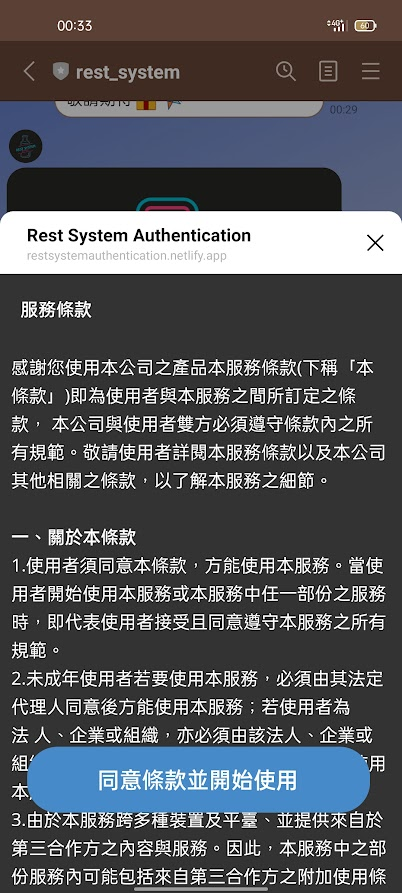 00:33
4G+
60
rest_system
敬請期待
00:29
Rest System Authentication
restsystemauthentication.netlify.app
服務條款
感謝您使用本公司之產品本服務條款(下稱「本
條款」)即為使用者與本服務之間所訂定之條
款， 本公司與使用者雙方必須遵守條款內之所
有規範。敬請使用者詳閱本服務條款以及本公司
其他相關之條款，以了解本服務之細節。
一、關於本條款
1.使用者須同意本條款，方能使用本服務。當使
用者開始使用本服務或本服務中任一部份之服務
時，即代表使用者接受且同意遵守本服務之所有
規範。
2.未成年使用者若要使用本服務，必須由其法定
代理人同意後方能使用本服務；若使用者為
法 人、企業或組織，亦必須由該法人、企業或
組 使用
本
同意條款並開始使用
3.由於本服務跨多種裝置及平臺、並提供來自於
第三合作方之內容與服務。因此，本服務中之部
份服務內可能包括來自第三合作方之附加使用條